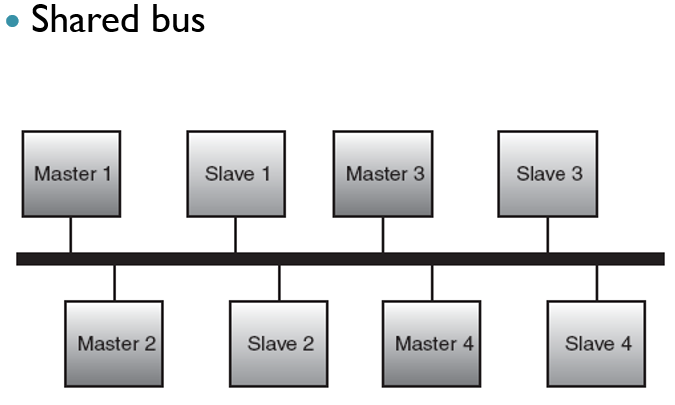 • Shared bus
Master 1
Slave 1
Master 3
Slave 3
Master 2
Slave 2
Master 4
Slave 4